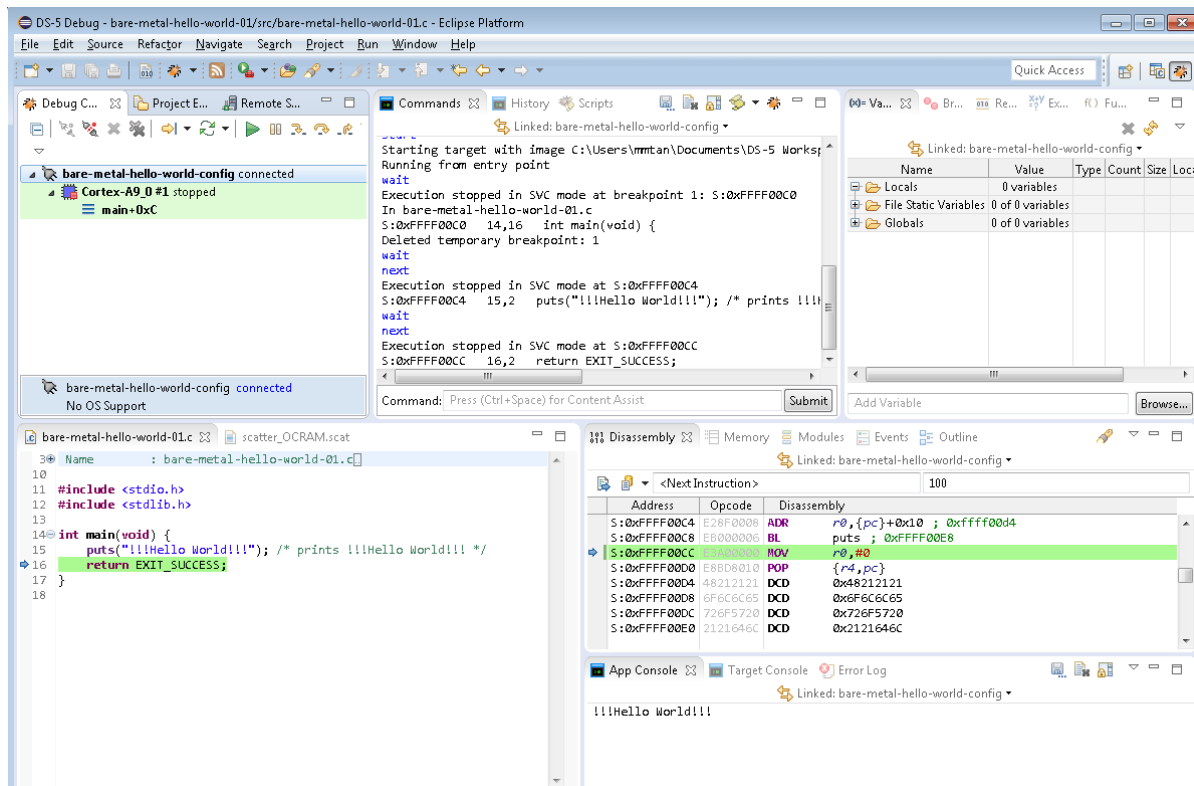 DS-5 Debug - bare-metal-hello-world-01/src/bare-metal-hello-world-01.c - Eclipse Platform
File Edit Source Refactor Navigate Search Project Run Window Help
Quick Access
Debug C... Project E... Remote S...
bare-metal-hello-world-config connected
Cortex-A9_0 #1 stopped
main+0xC
bare-metal-hello-world-config connected
No OS Support
Commands History Scripts
Linked: bare-metal-hello-world-config
Starting target with image C:\Users\mmtan\Documents\DS-5 Worksp
Running from entry point
wait
Execution stopped in SVC mode at breakpoint 1: S:0xFFFF00C0
In bare-metal-hello-world-01.c
S:0xFFFF00C0 14,16 int main(void) {
Deleted temporary breakpoint: 1
wait
next
Execution stopped in SVC mode at S:0xFFFF00C4
S:0xFFFF00C4 15,2 puts("!!!Hello World!!!"); /* prints !!!H
wait
next
Execution stopped in SVC mode at S:0xFFFF00CC
S:0xFFFF00CC 16,2 return EXIT_SUCCESS;
Command: Press (Ctrl+Space) for Content Assist Submit
Va... Br... Re... Ex... Fu...
Linked: bare-metal-hello-world-config
Name Value Type Count Size Loca
Locals 0 variables
File Static Variables 0 of 0 variables
Globals 0 of 0 variables
Add Variable Browse...
bare-metal-hello-world-01.c scatter_OCRAM.scat
3 Name : bare-metal-hello-world-01.c
10
11 #include <stdio.h>
12 #include <stdlib.h>
13
14 int main(void) {
15 puts("!!!Hello World!!!"); /* prints !!!Hello World!!! */
16 return EXIT_SUCCESS;
17 }
18
Disassembly Memory Modules Events Outline
Linked: bare-metal-hello-world-config
<Next Instruction> 100
Address Opcode Disassembly
S:0xFFFF00C4 E28F0008 ADR r0,{pc}+0x10 ; 0xffff00d4
S:0xFFFF00C8 EB000006 BL puts ; 0xFFFF00E8
S:0xFFFF00CC E3A00000 MOV r0,#0
S:0xFFFF00D0 E8BD8010 POP {r4,pc}
S:0xFFFF00D4 48212121 DCD 0x48212121
S:0xFFFF00D8 6F6C6C65 DCD 0x6F6C6C65
S:0xFFFF00DC 726F5720 DCD 0x726F5720
S:0xFFFF00E0 2121646C DCD 0x2121646C
App Console Target Console Error Log
Linked: bare-metal-hello-world-config
!!!Hello World!!!